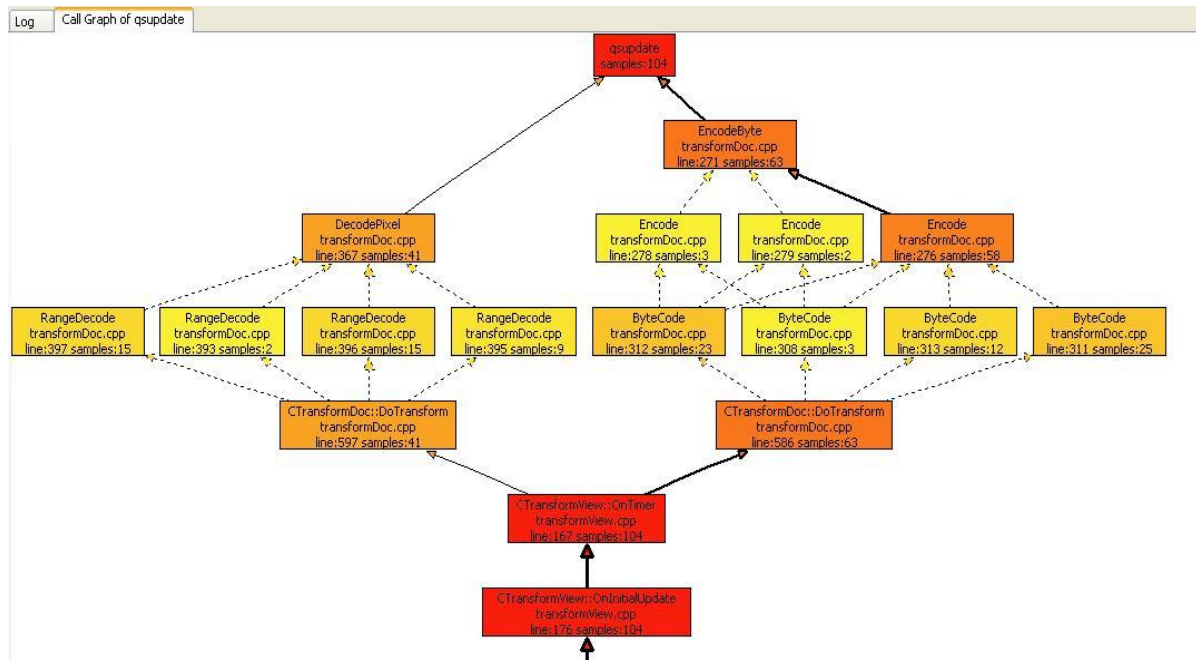 Log
Call Graph of qsupdate
qsupdate
samples:104
EncodeByte
transformDoc.cpp
line:271 samples:63
DecodePixel
transformDoc.cpp
line:367 samples:41
Encode
transformDoc.cpp
line:278 samples:3
Encode
transformDoc.cpp
line:279 samples:2
Encode
transformDoc.cpp
line:276 samples:58
RangeDecode
transformDoc.cpp
line:397 samples:15
RangeDecode
transformDoc.cpp
line:393 samples:2
RangeDecode
transformDoc.cpp
line:396 samples:15
RangeDecode
transformDoc.cpp
line:395 samples:9
ByteCode
transformDoc.cpp
line:312 samples:23
ByteCode
transformDoc.cpp
line:308 samples:3
ByteCode
transformDoc.cpp
line:313 samples:12
ByteCode
transformDoc.cpp
line:311 samples:25
CTransformDoc::DoTransform
transformDoc.cpp
line:597 samples:41
CTransformDoc::DoTransform
transformDoc.cpp
line:586 samples:63
CTransformView::OnTimer
transformView.cpp
line:167 samples:104
CTransformView::OnInitialUpdate
transformView.cpp
line:176 samples:104